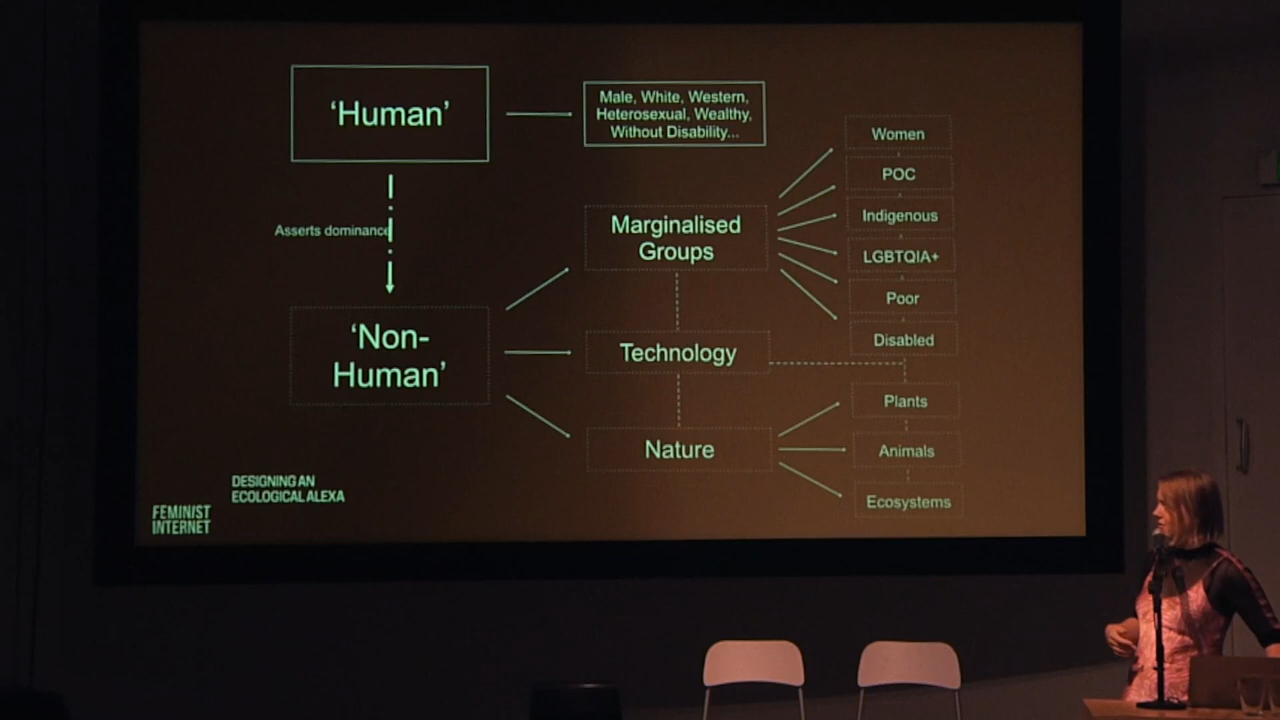 ‘Human’
Male, White, Western,
Heterosexual, Wealthy,
Without Disability...
Asserts dominance
‘Non-
Human’
Marginalised
Groups
Technology
Nature
Women
POC
Indigenous
LGBTQIA+
Poor
Disabled
Plants
Animals
Ecosystems
DESIGNING AN
ECOLOGICAL ALEXA
FEMINIST
INTERNET